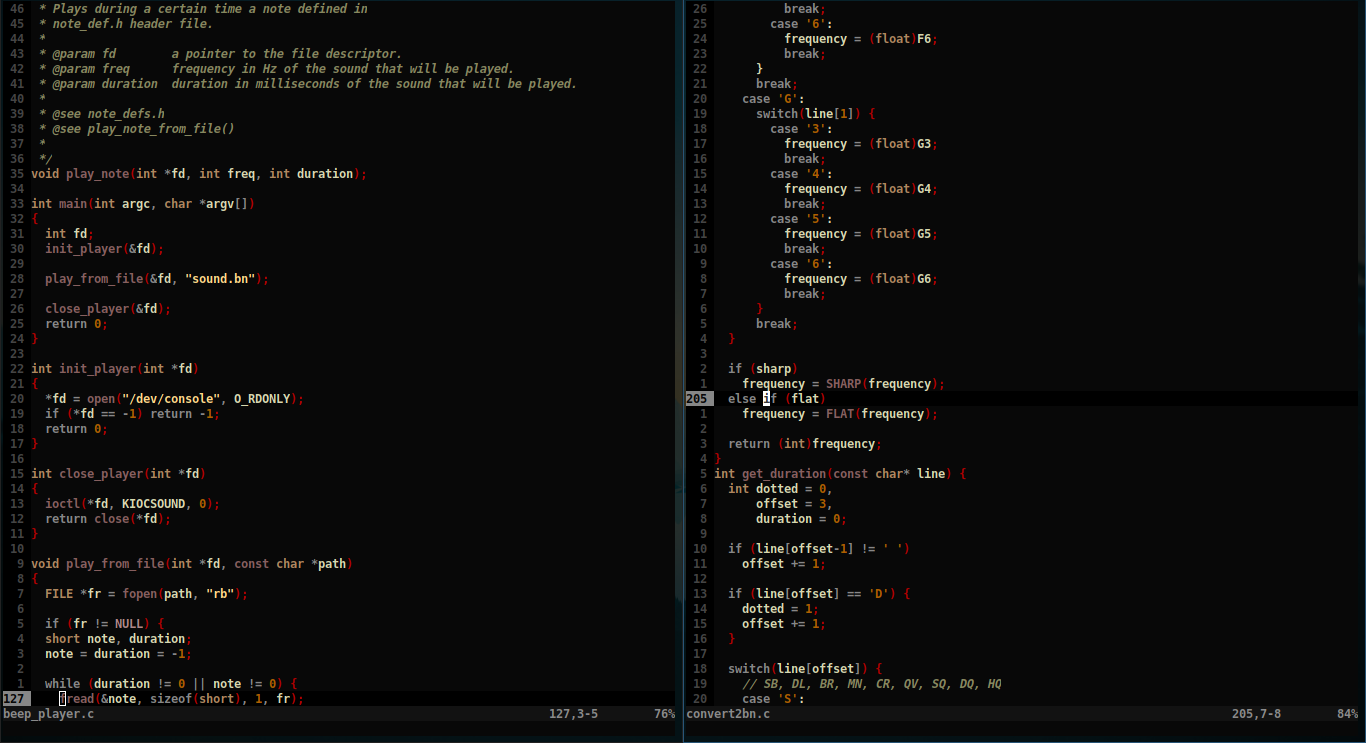 46  * Plays during a certain time a note defined in
45  * note_def.h header file.
44  *
43  * @param fd        a pointer to the file descriptor.
42  * @param freq      frequency in Hz of the sound that will be played.
41  * @param duration  duration in milliseconds of the sound that will be played.
40  *
39  * @see note_defs.h
38  * @see play_note_from_file()
37  *
36  */
35 void play_note(int *fd, int freq, int duration);
34
33 int main(int argc, char *argv[])
32 {
31   int fd;
30   init_player(&fd);
29
28   play_from_file(&fd, "sound.bn");
27
26   close_player(&fd);
25   return 0;
24 }
23
22 int init_player(int *fd)
21 {
20   *fd = open("/dev/console", O_RDONLY);
19   if (*fd == -1) return -1;
18   return 0;
17 }
16
15 int close_player(int *fd)
14 {
13   ioctl(*fd, KIOCSOUND, 0);
12   return close(*fd);
11 }
10
9 void play_from_file(int *fd, const char *path)
8 {
7   FILE *fr = fopen(path, "rb");
6
5   if (fr != NULL) {
4   short note, duration;
3   note = duration = -1;
2
1   while (duration != 0 || note != 0) {
127     fread(&note, sizeof(short), 1, fr);
beep_player.c 127,3-5 76%
26           break;
25         case '6':
24           frequency = (float)F6;
23           break;
22       }
21       break;
20     case 'G':
19       switch(line[1]) {
18         case '3':
17           frequency = (float)G3;
16           break;
15         case '4':
14           frequency = (float)G4;
13           break;
12         case '5':
11           frequency = (float)G5;
10           break;
9         case '6':
8           frequency = (float)G6;
7           break;
6       }
5       break;
4   }
3
2   if (sharp)
1     frequency = SHARP(frequency);
205   else if (flat)
1     frequency = FLAT(frequency);
2
3   return (int)frequency;
4 }
5 int get_duration(const char* line) {
6   int dotted = 0,
7       offset = 3,
8       duration = 0;
9
10   if (line[offset-1] != ' ')
11     offset += 1;
12
13   if (line[offset] == 'D') {
14     dotted = 1;
15     offset += 1;
16   }
17
18   switch(line[offset]) {
19     // SB, DL, BR, MN, CR, QV, SQ, DQ, HQ
20     case 'S':
convert2bn.c 205,7-8 84%